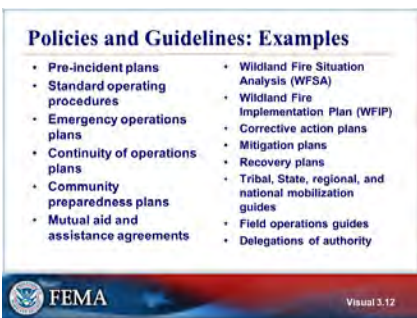 Policies and Guidelines: Examples
• Pre-incident plans
• Standard operating
procedures
• Emergency operations
plans
• Continuity of operations
plans
• Community
preparedness plans
• Mutual aid and
assistance agreements
• Wildland Fire Situation
Analysis (WFSA)
• Wildland Fire
Implementation Plan (WFIP)
• Corrective action plans
• Mitigation plans
• Recovery plans
• Tribal, State, regional, and
national mobilization
guides
• Field operations guides
• Delegations of authority
FEMA
Visual 3.12